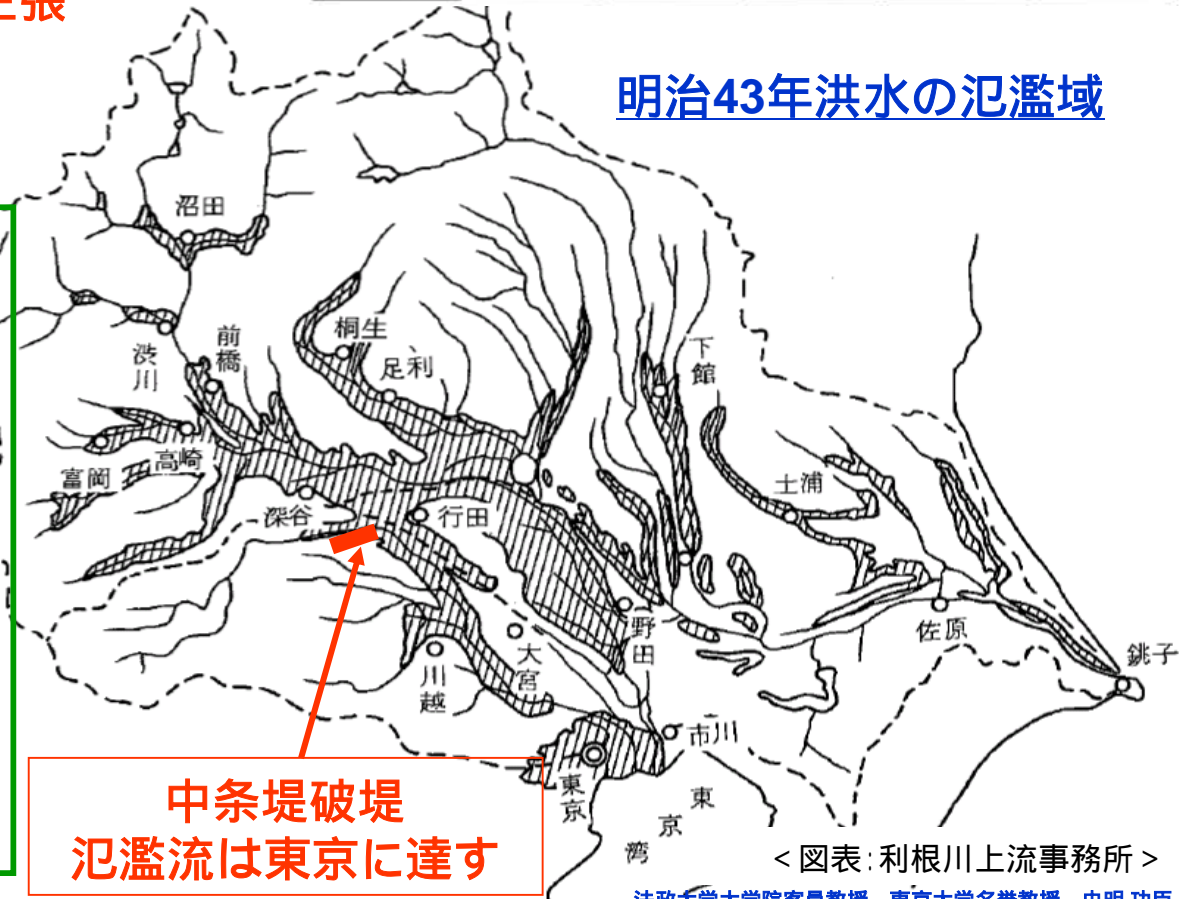 明治43年洪水の氾濫域
沼田
渋川
前橋
桐生
足利
下館
富岡
高崎
深谷
行田
土浦
佐原
銚子
野田
大宮
川越
市川
東京
東京湾
中条堤破堤
氾濫流は東京に達す
＜図表：利根川上流事務所＞